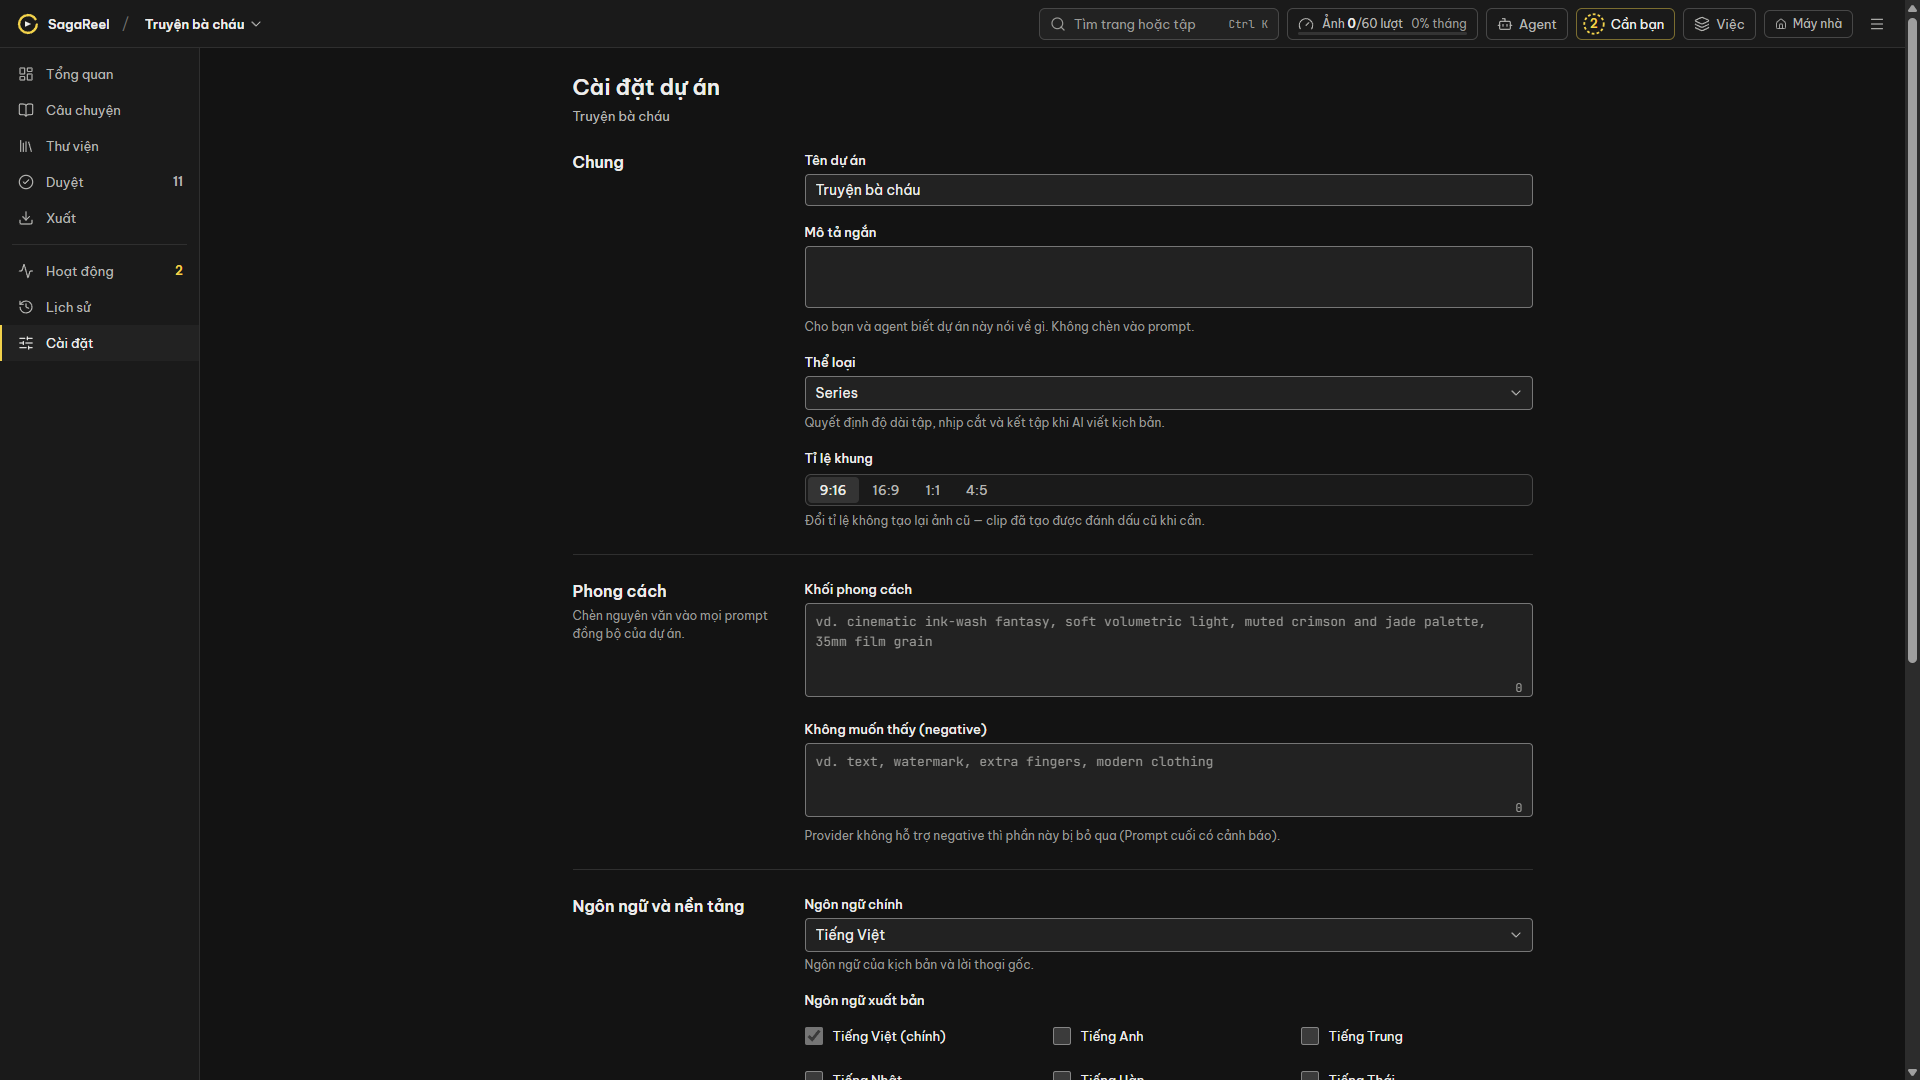 SagaReel / Truyện bà cháu
Tìm trang hoặc tập Ctrl K
Ảnh 0/60 lượt 0% tháng
Agent
2 Cần bạn
Việc
Máy nhà
Tổng quan
Câu chuyện
Thư viện
Duyệt 11
Xuất
Hoạt động 2
Lịch sử
Cài đặt
Cài đặt dự án
Truyện bà cháu
Chung
Tên dự án
Truyện bà cháu
Mô tả ngắn
Cho bạn và agent biết dự án này nói về gì. Không chèn vào prompt.
Thể loại
Series
Quyết định độ dài tập, nhịp cắt và kết tập khi AI viết kịch bản.
Tỉ lệ khung
9:16 16:9 1:1 4:5
Đổi tỉ lệ không tạo lại ảnh cũ — clip đã tạo được đánh dấu cũ khi cần.
Phong cách
Chèn nguyên văn vào mọi prompt
đồng bộ của dự án.
Khối phong cách
vd. cinematic ink-wash fantasy, soft volumetric light, muted crimson and jade palette,
35mm film grain
0
Không muốn thấy (negative)
vd. text, watermark, extra fingers, modern clothing
0
Provider không hỗ trợ negative thì phần này bị bỏ qua (Prompt cuối có cảnh báo).
Ngôn ngữ và nền tảng
Ngôn ngữ chính
Tiếng Việt
Ngôn ngữ của kịch bản và lời thoại gốc.
Ngôn ngữ xuất bản
Tiếng Việt (chính)
Tiếng Anh
Tiếng Trung
Tiếng Nhật
Tiếng Hàn
Tiếng Thái